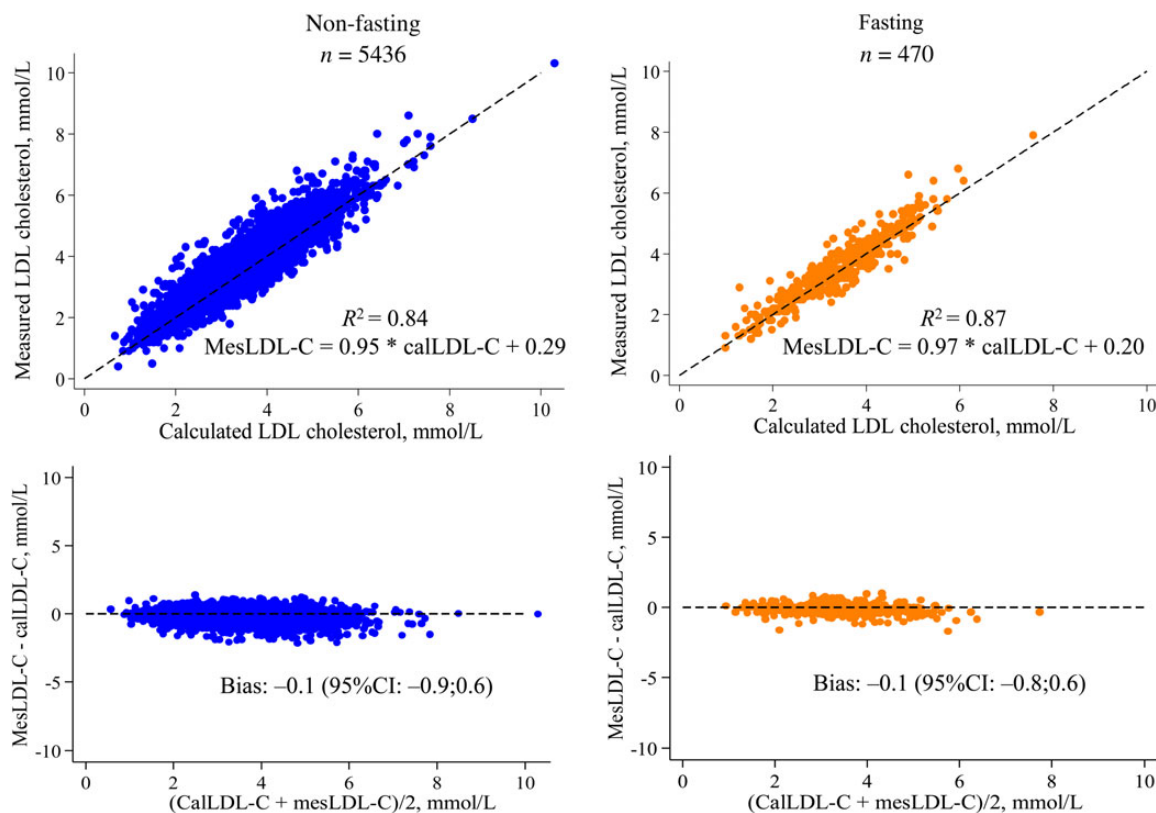 Non-fasting
n = 5436
Measured LDL cholesterol, mmol/L
10
8
6
4
2
0
R² = 0.84
MesLDL-C = 0.95 * calLDL-C + 0.29
0 2 4 6 8 10
Calculated LDL cholesterol, mmol/L
Fasting
n = 470
Measured LDL cholesterol, mmol/L
10
8
6
4
2
0
R² = 0.87
MesLDL-C = 0.97 * calLDL-C + 0.20
0 2 4 6 8 10
Calculated LDL cholesterol, mmol/L
MesLDL-C - calLDL-C, mmol/L
10
5
0
-5
-10
Bias: –0.1 (95%CI: –0.9;0.6)
0 2 4 6 8 10
(CalLDL-C + mesLDL-C)/2, mmol/L
MesLDL-C - calLDL-C, mmol/L
10
5
0
-5
-10
Bias: –0.1 (95%CI: –0.8;0.6)
0 2 4 6 8 10
(CalLDL-C + mesLDL-C)/2, mmol/L